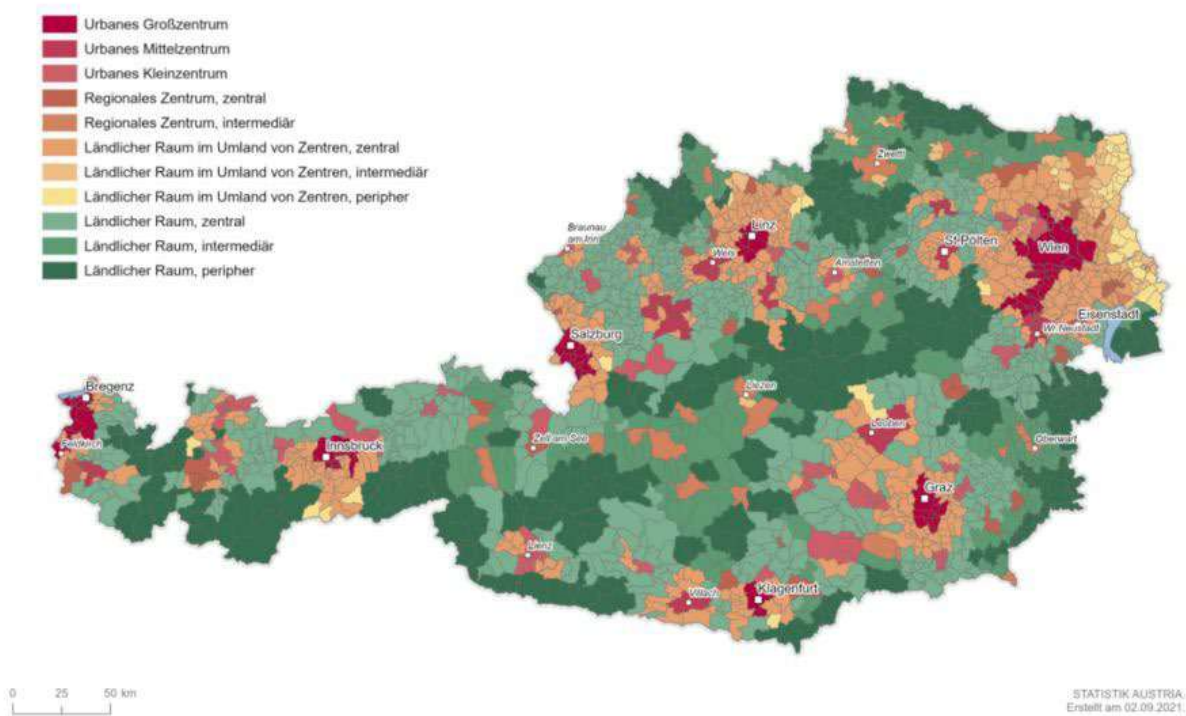 Urbanes Großzentrum
Urbanes Mittelzentrum
Urbanes Kleinzentrum
Regionales Zentrum, zentral
Regionales Zentrum, intermediär
Ländlicher Raum im Umland von Zentren, zentral
Ländlicher Raum im Umland von Zentren, intermediär
Ländlicher Raum im Umland von Zentren, peripher
Ländlicher Raum, zentral
Ländlicher Raum, intermediär
Ländlicher Raum, peripher
Zwettl
Braunau
am Inn
Linz
Wels
Amstetten
St. Pölten
Wien
Eisenstadt
Wr. Neustadt
Salzburg
Bregenz
Feldkirch
Innsbruck
Zell am See
Liezen
Leoben
Oberwart
Graz
Lienz
Villach
Klagenfurt
0 25 50 km
STATISTIK AUSTRIA.
Erstellt am 02.09.2021.